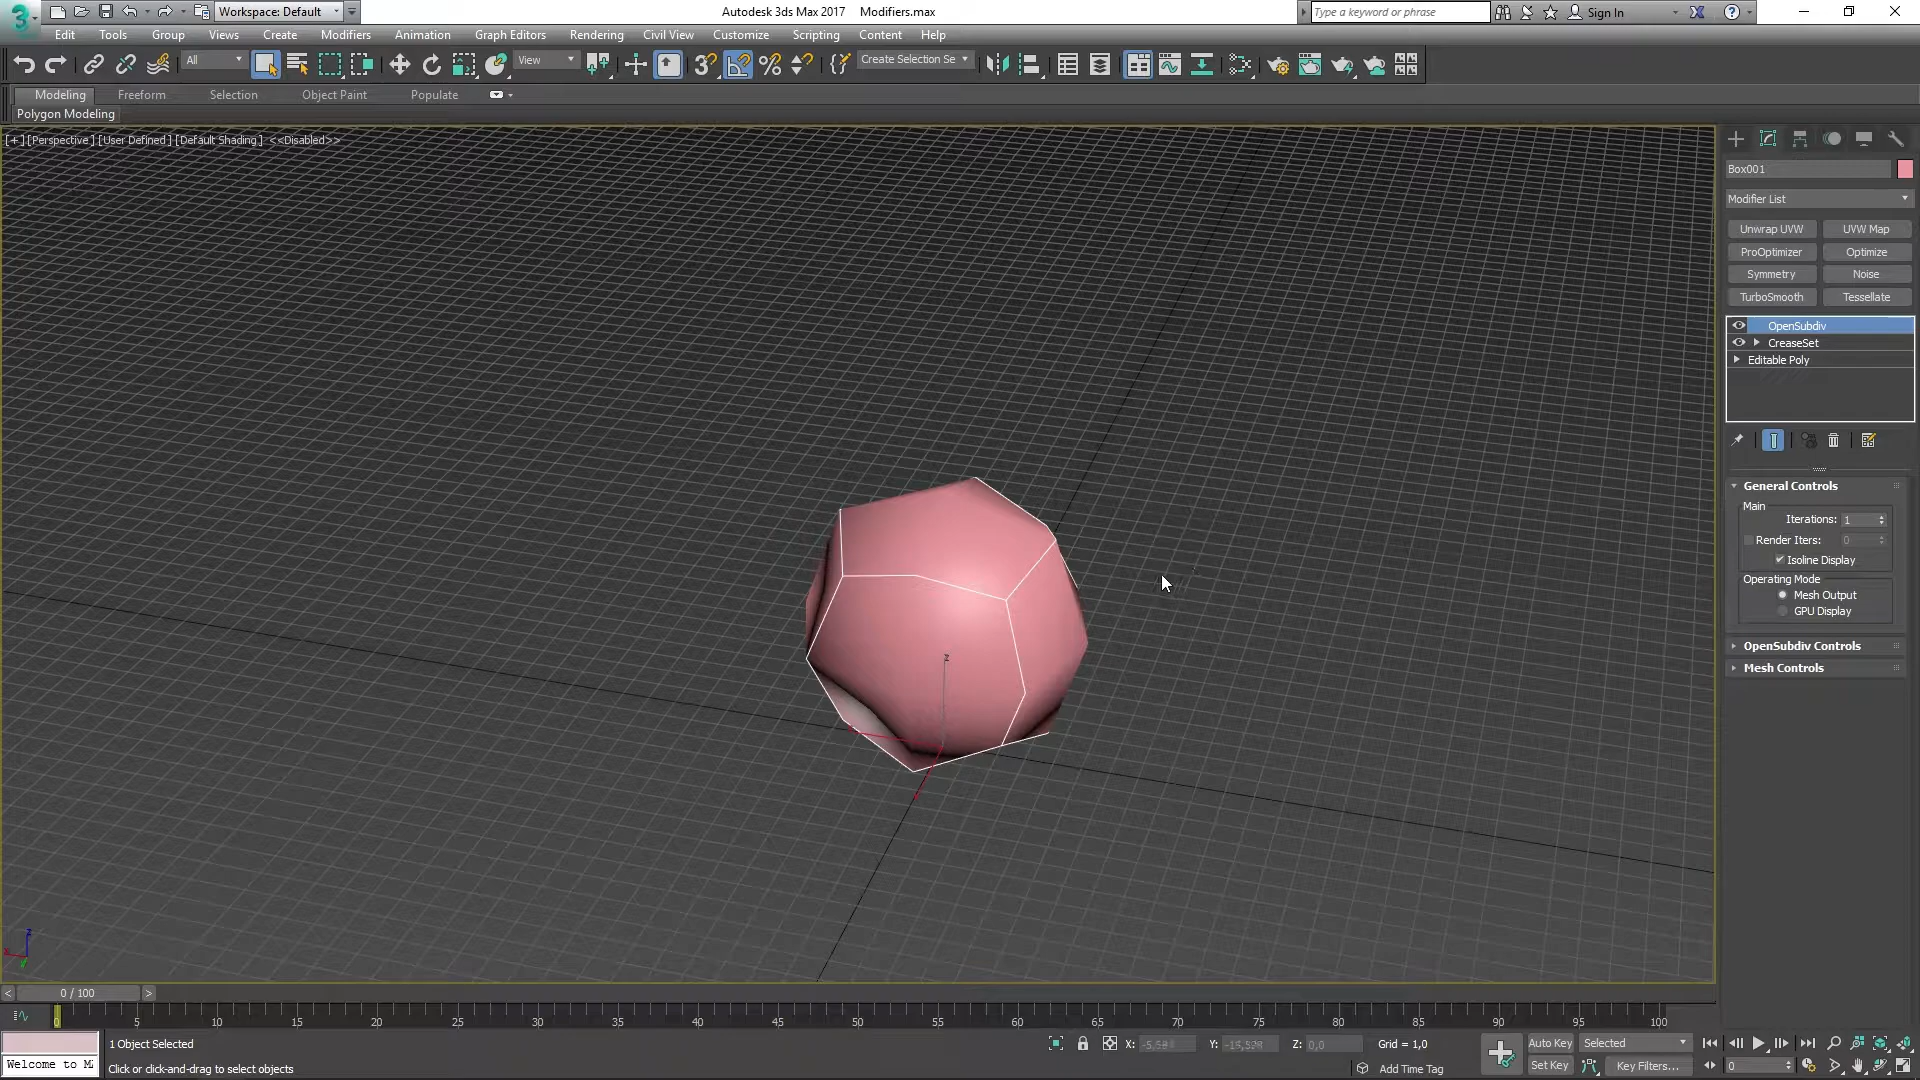 Workspace: Default
Autodesk 3ds Max 2017 Modifiers.max
Type a keyword or phrase
Sign In
Edit Tools Group Views Create Modifiers Animation Graph Editors Rendering Civil View Customize Scripting Content Help
All View Create Selection Se
Modeling Freeform Selection Object Paint Populate
Polygon Modeling
[+] [Perspective] [User Defined] [Default Shading] <<Disabled>>
Box001
Modifier List
Unwrap UVW UVW Map
ProOptimizer Optimize
Symmetry Noise
TurboSmooth Tessellate
OpenSubdiv
CreaseSet
Editable Poly
General Controls
Main
Iterations: 1
Render Iters: 0
Isoline Display
Operating Mode
Mesh Output
GPU Display
OpenSubdiv Controls
Mesh Controls
z
0 / 100
0 5 10 15 20 25 30 35 40 45 50 55 60 65 70 75 80 85 90 95 100
1 Object Selected
X: Y: Z: 0,0 Grid = 1,0
Auto Key Selected
Welcome to M
Click or click-and-drag to select objects
Add Time Tag
Set Key Key Filters... 0